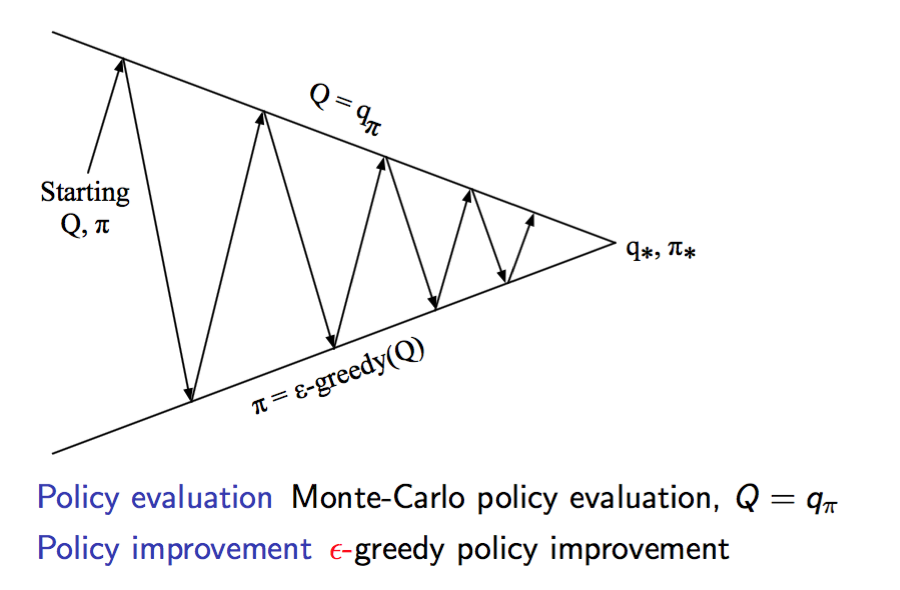 Q = qπ
Starting
Q, π
q*, π*
π = ε-greedy(Q)
Policy evaluation Monte-Carlo policy evaluation, Q = qπ
Policy improvement ϵ-greedy policy improvement